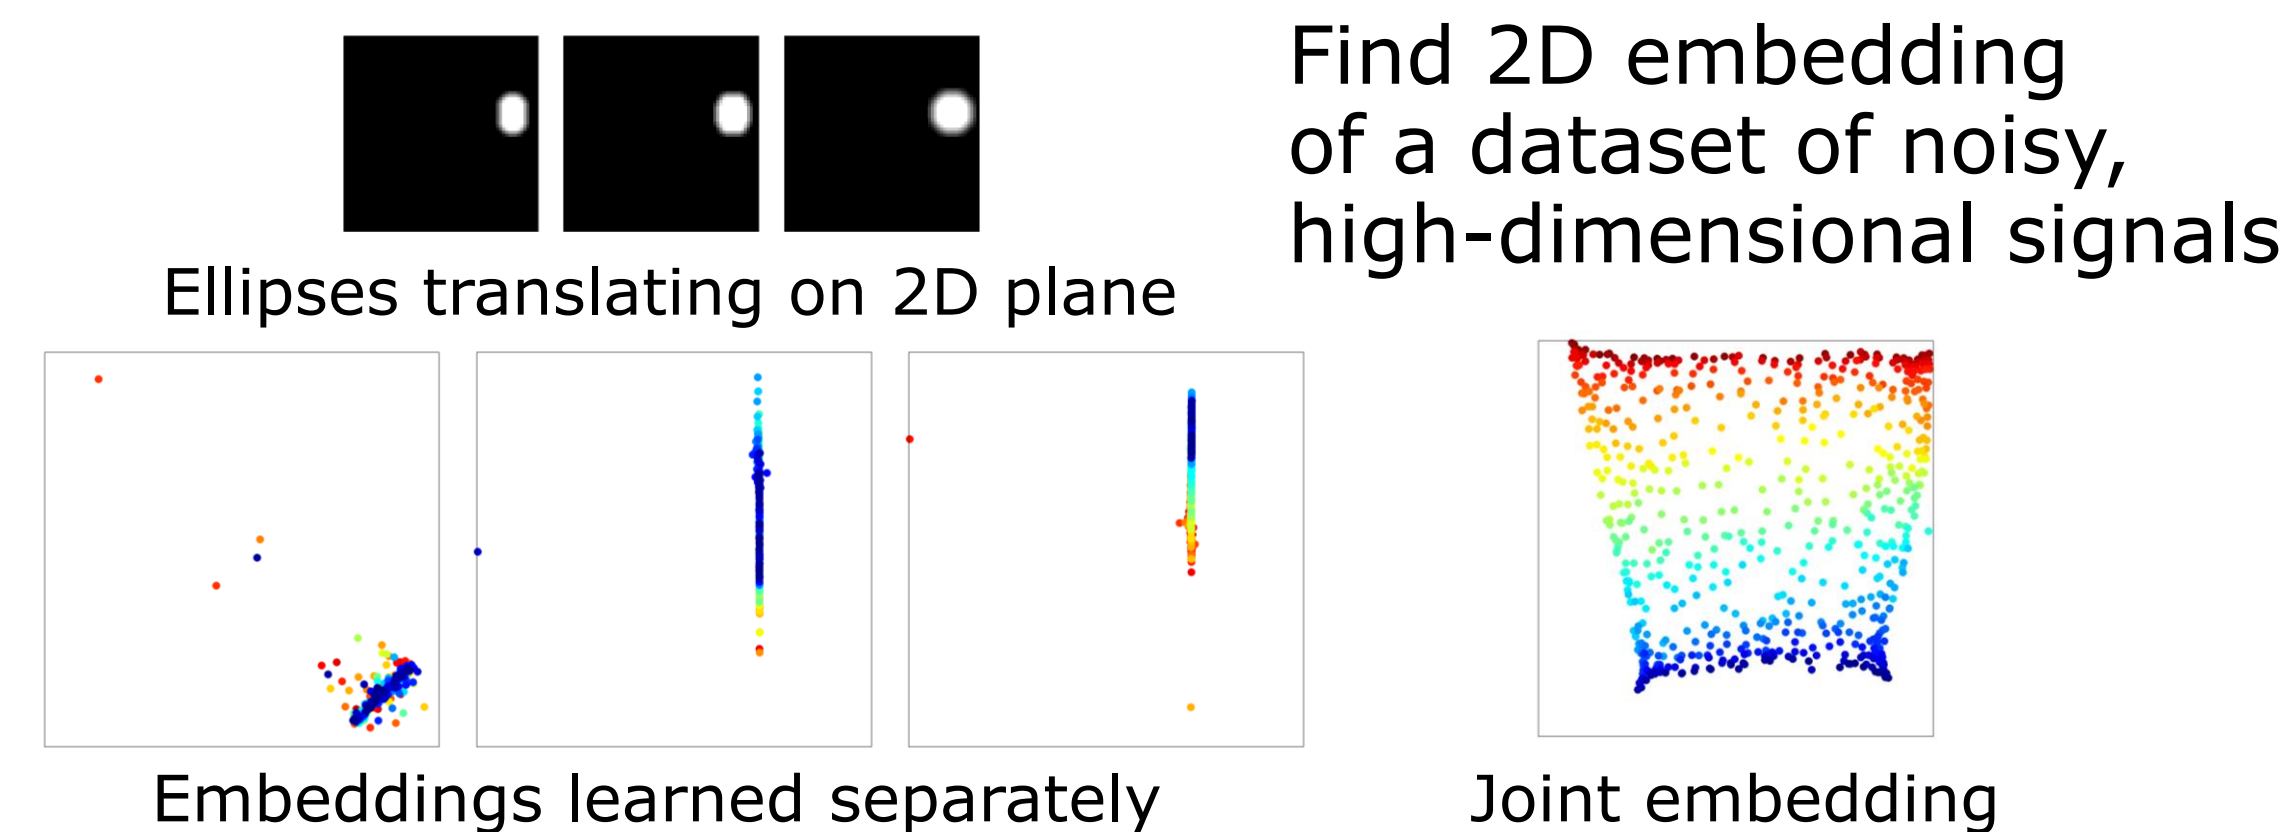 Find 2D embedding
of a dataset of noisy,
high-dimensional signals
Ellipses translating on 2D plane
Embeddings learned separately
Joint embedding